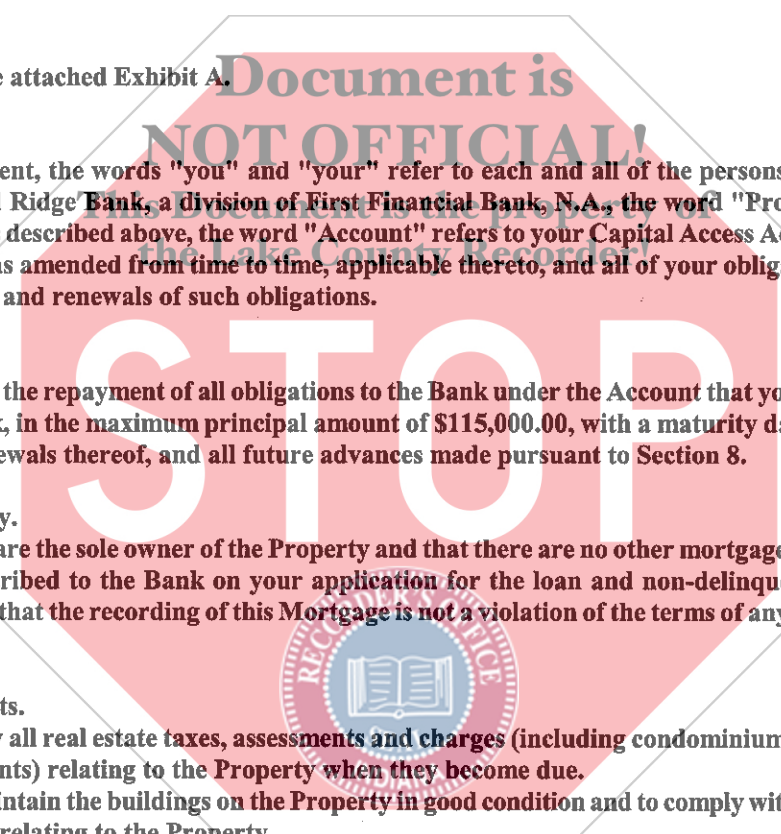 e attached Exhibit A.
Document is
NOT OFFICIAL!
This Document is the property of
the Lake County Recorder!
ent, the words "you" and "your" refer to each and all of the persons
l Ridge Bank, a division of First Financial Bank, N.A., the word "Pro
described above, the word "Account" refers to your Capital Access A
as amended from time to time, applicable thereto, and all of your oblig
and renewals of such obligations.
STOP
the repayment of all obligations to the Bank under the Account that yo
, in the maximum principal amount of $115,000.00, with a maturity da
ewals thereof, and all future advances made pursuant to Section 8.
y.
are the sole owner of the Property and that there are no other mortgage
cribed to the Bank on your application for the loan and non-delinque
that the recording of this Mortgage is not a violation of the terms of any
RECORDER'S OFFICE
ts.
y all real estate taxes, assessments and charges (including condominium
nts) relating to the Property when they become due.
intain the buildings on the Property in good condition and to comply wit
relating to the Property